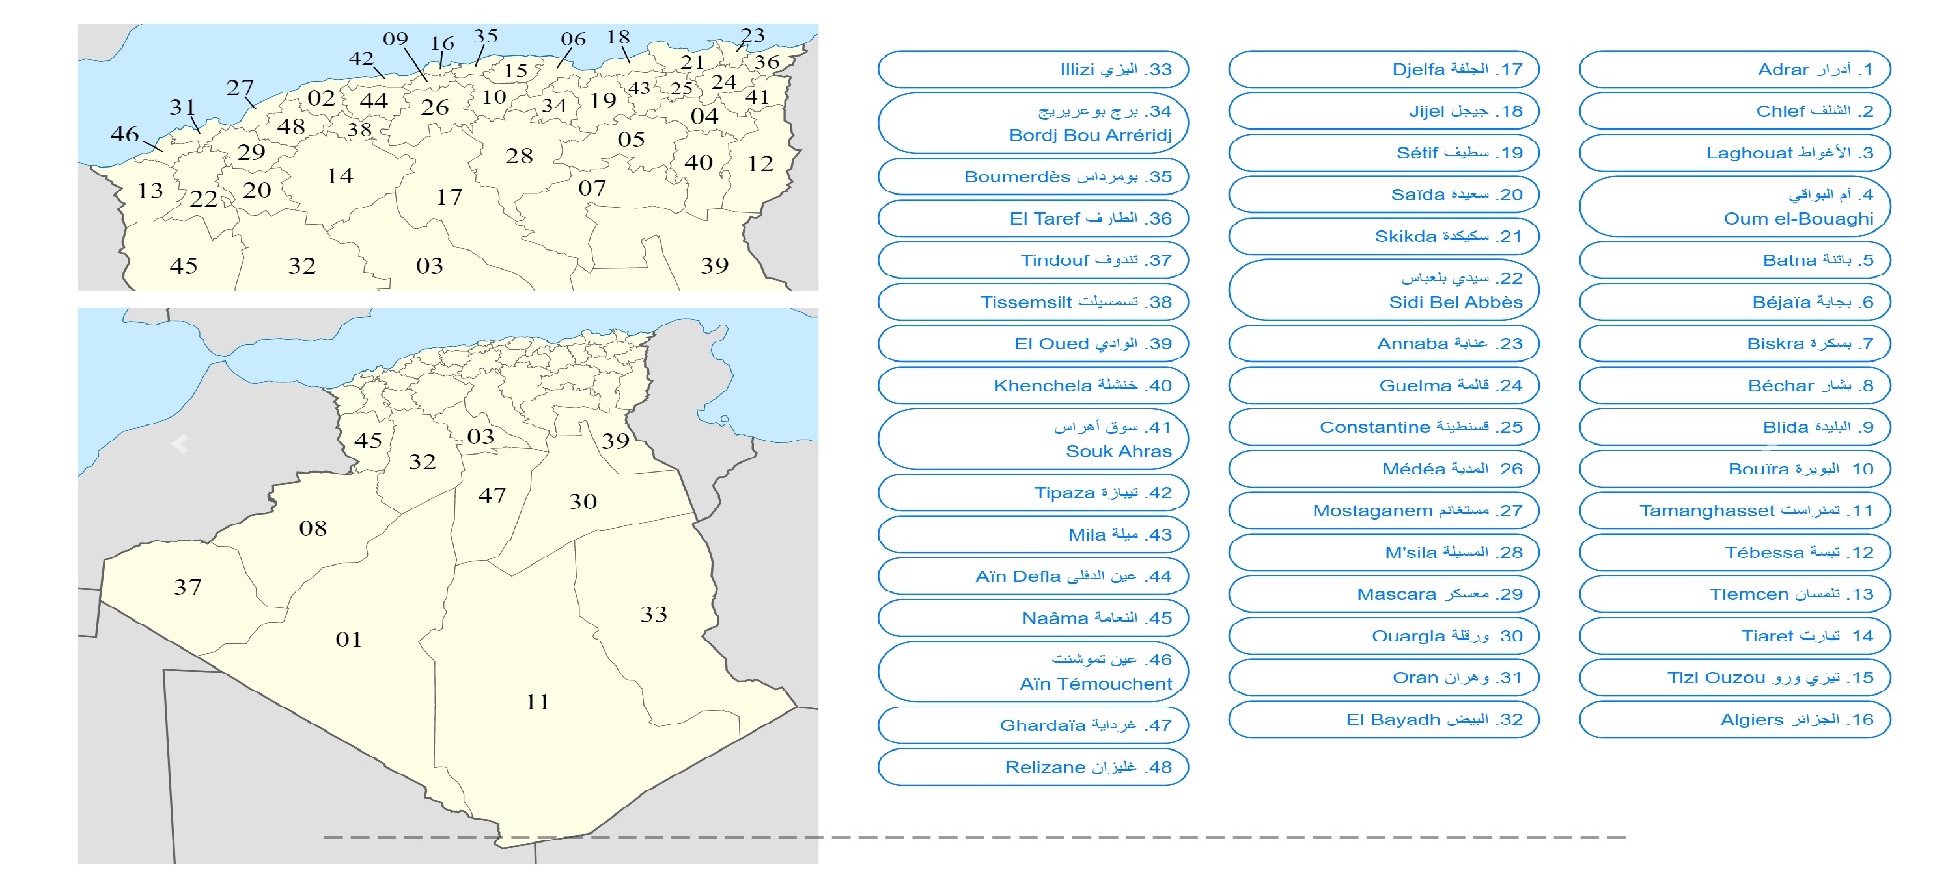 23
35
18
16
09
06
42
21
36
15
27
43
25
24
02
44
26
10
34
19
41
31
48
38
04
46
29
28
05
40
12
14
13
22
20
17
07
45
32
03
39
45
03
39
32
47
30
08
37
33
01
11
1. أدرار Adrar
2. الشلف Chlef
3. الأغواط Laghouat
4. أم البواقي
Oum el-Bouaghi
5. باتنة Batna
6. بجاية Béjaïa
7. بسكرة Biskra
8. بشار Béchar
9. البليدة Blida
10 البويرة Bouïra
11. تمنراست Tamanghasset
12. تبسة Tébessa
13. تلمسان Tlemcen
14 تيارت Tiaret
15. تيزي وزو Tizi Ouzou
16. الجزائر Algiers
17. الجلفة Djelfa
18. جيجل Jijel
19. سطيف Sétif
20. سعيدة Saïda
21. سكيكدة Skikda
22. سيدي بلعباس
Sidi Bel Abbès
23. عنابة Annaba
24. قالمة Guelma
25. قسنطينة Constantine
26 المدية Médéa
27. مستغانم Mostaganem
28. المسيلة M'sila
29. معسكر Mascara
30 ورقلة Ouargla
31. وهران Oran
32. البيض El Bayadh
33. اليزي Illizi
34. برج بوعريريج
Bordj Bou Arréridj
35. بومرداس Boumerdès
36. الطارف El Taref
37. تندوف Tindouf
38. تسمسيلت Tissemsilt
39. الوادي El Oued
40. خنشلة Khenchela
41. سوق أهراس
Souk Ahras
42. تيبازة Tipaza
43. ميلة Mila
44. عين الدفلى Aïn Defla
45. النعامة Naâma
46. عين تموشنت
Aïn Témouchent
47. غرداية Ghardaïa
48. غليزان Relizane